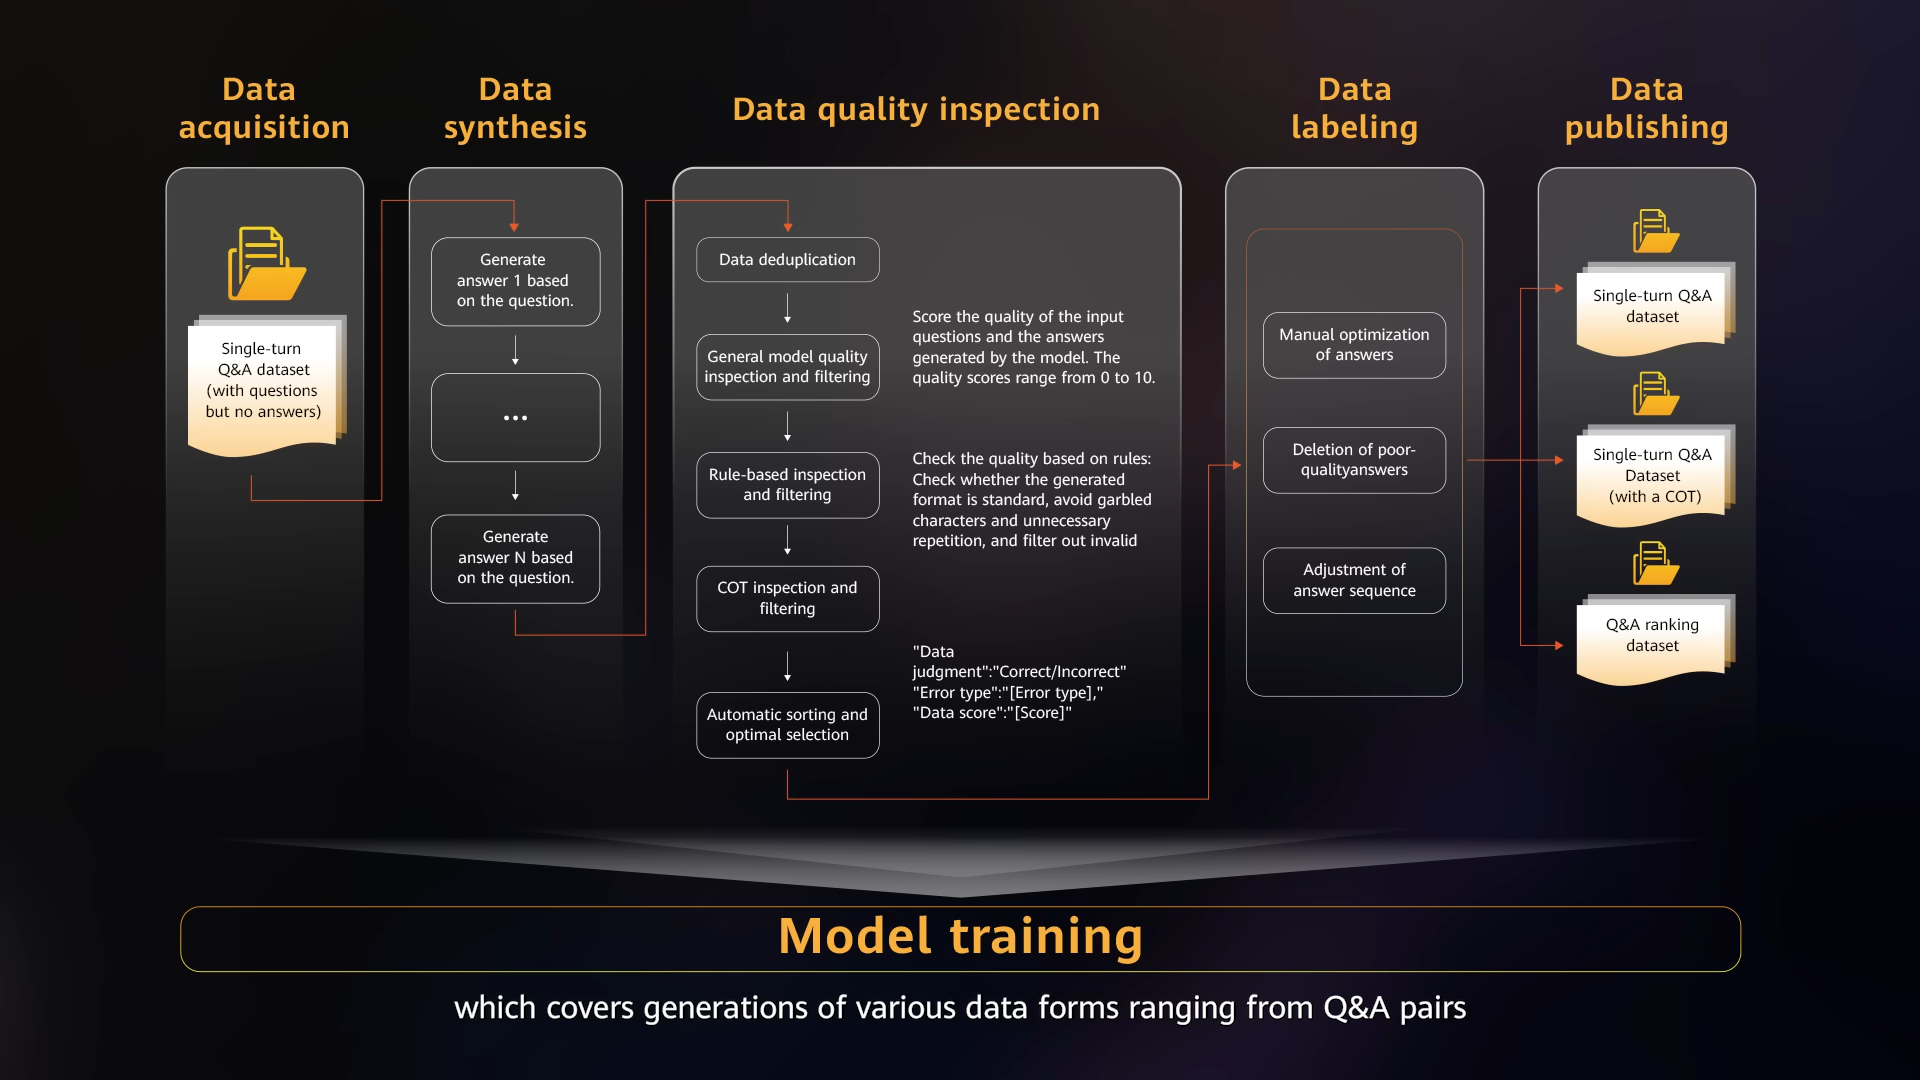 Data
acquisition
Data
synthesis
Data quality inspection
Data
labeling
Data
publishing
Single-turn
Q&A dataset
(with questions
but no answers)
Generate
answer 1 based
on the question.
...
Generate
answer N based
on the question.
Data deduplication
General model quality
inspection and filtering
Rule-based inspection
and filtering
COT inspection and
filtering
Automatic sorting and
optimal selection
Score the quality of the input
questions and the answers
generated by the model. The
quality scores range from 0 to 10.
Check the quality based on rules:
Check whether the generated
format is standard, avoid garbled
characters and unnecessary
repetition, and filter out invalid
"Data
judgment":"Correct/Incorrect"
"Error type":"[Error type],"
"Data score":"[Score]"
Manual optimization
of answers
Deletion of poor-
qualityanswers
Adjustment of
answer sequence
Single-turn Q&A
dataset
Single-turn Q&A
Dataset
(with a COT)
Q&A ranking
dataset
Model training
which covers generations of various data forms ranging from Q&A pairs